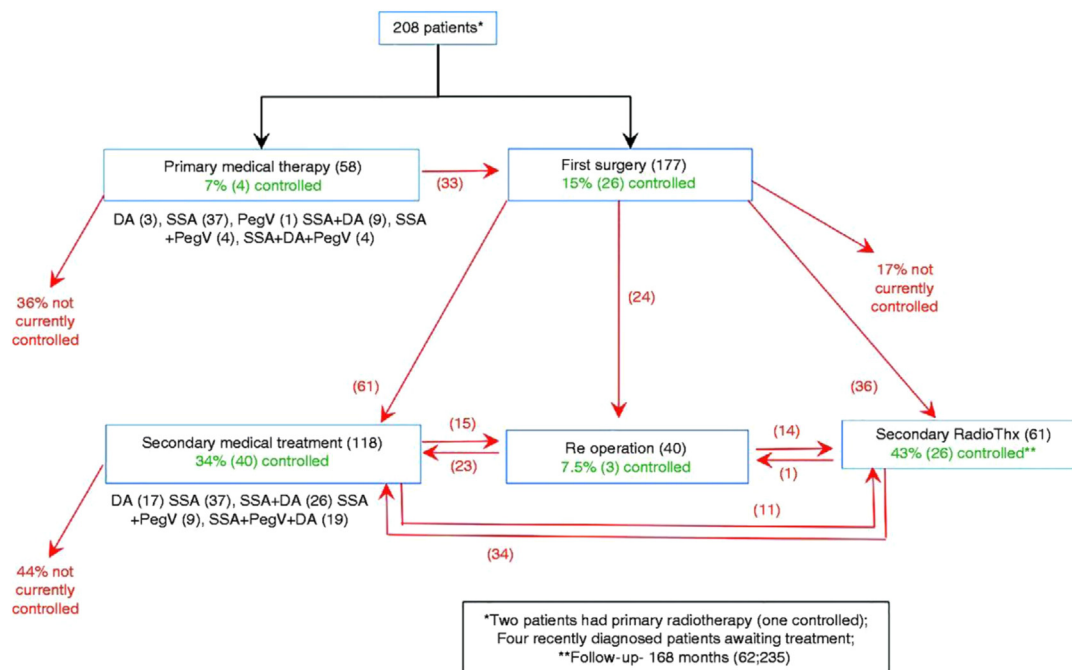 208 patients*
Primary medical therapy (58)
7% (4) controlled
(33)
First surgery (177)
15% (26) controlled
DA (3), SSA (37), PegV (1) SSA+DA (9), SSA
+PegV (4), SSA+DA+PegV (4)
36% not
currently
controlled
17% not
currently
controlled
(24)
(61)
(36)
Secondary medical treatment (118)
34% (40) controlled
(15)
(23)
Re operation (40)
7.5% (3) controlled
(14)
(1)
Secondary RadioThx (61)
43% (26) controlled**
DA (17) SSA (37), SSA+DA (26) SSA
+PegV (9), SSA+PegV+DA (19)
(11)
(34)
44% not
currently
controlled
*Two patients had primary radiotherapy (one controlled);
Four recently diagnosed patients awaiting treatment;
**Follow-up- 168 months (62;235)